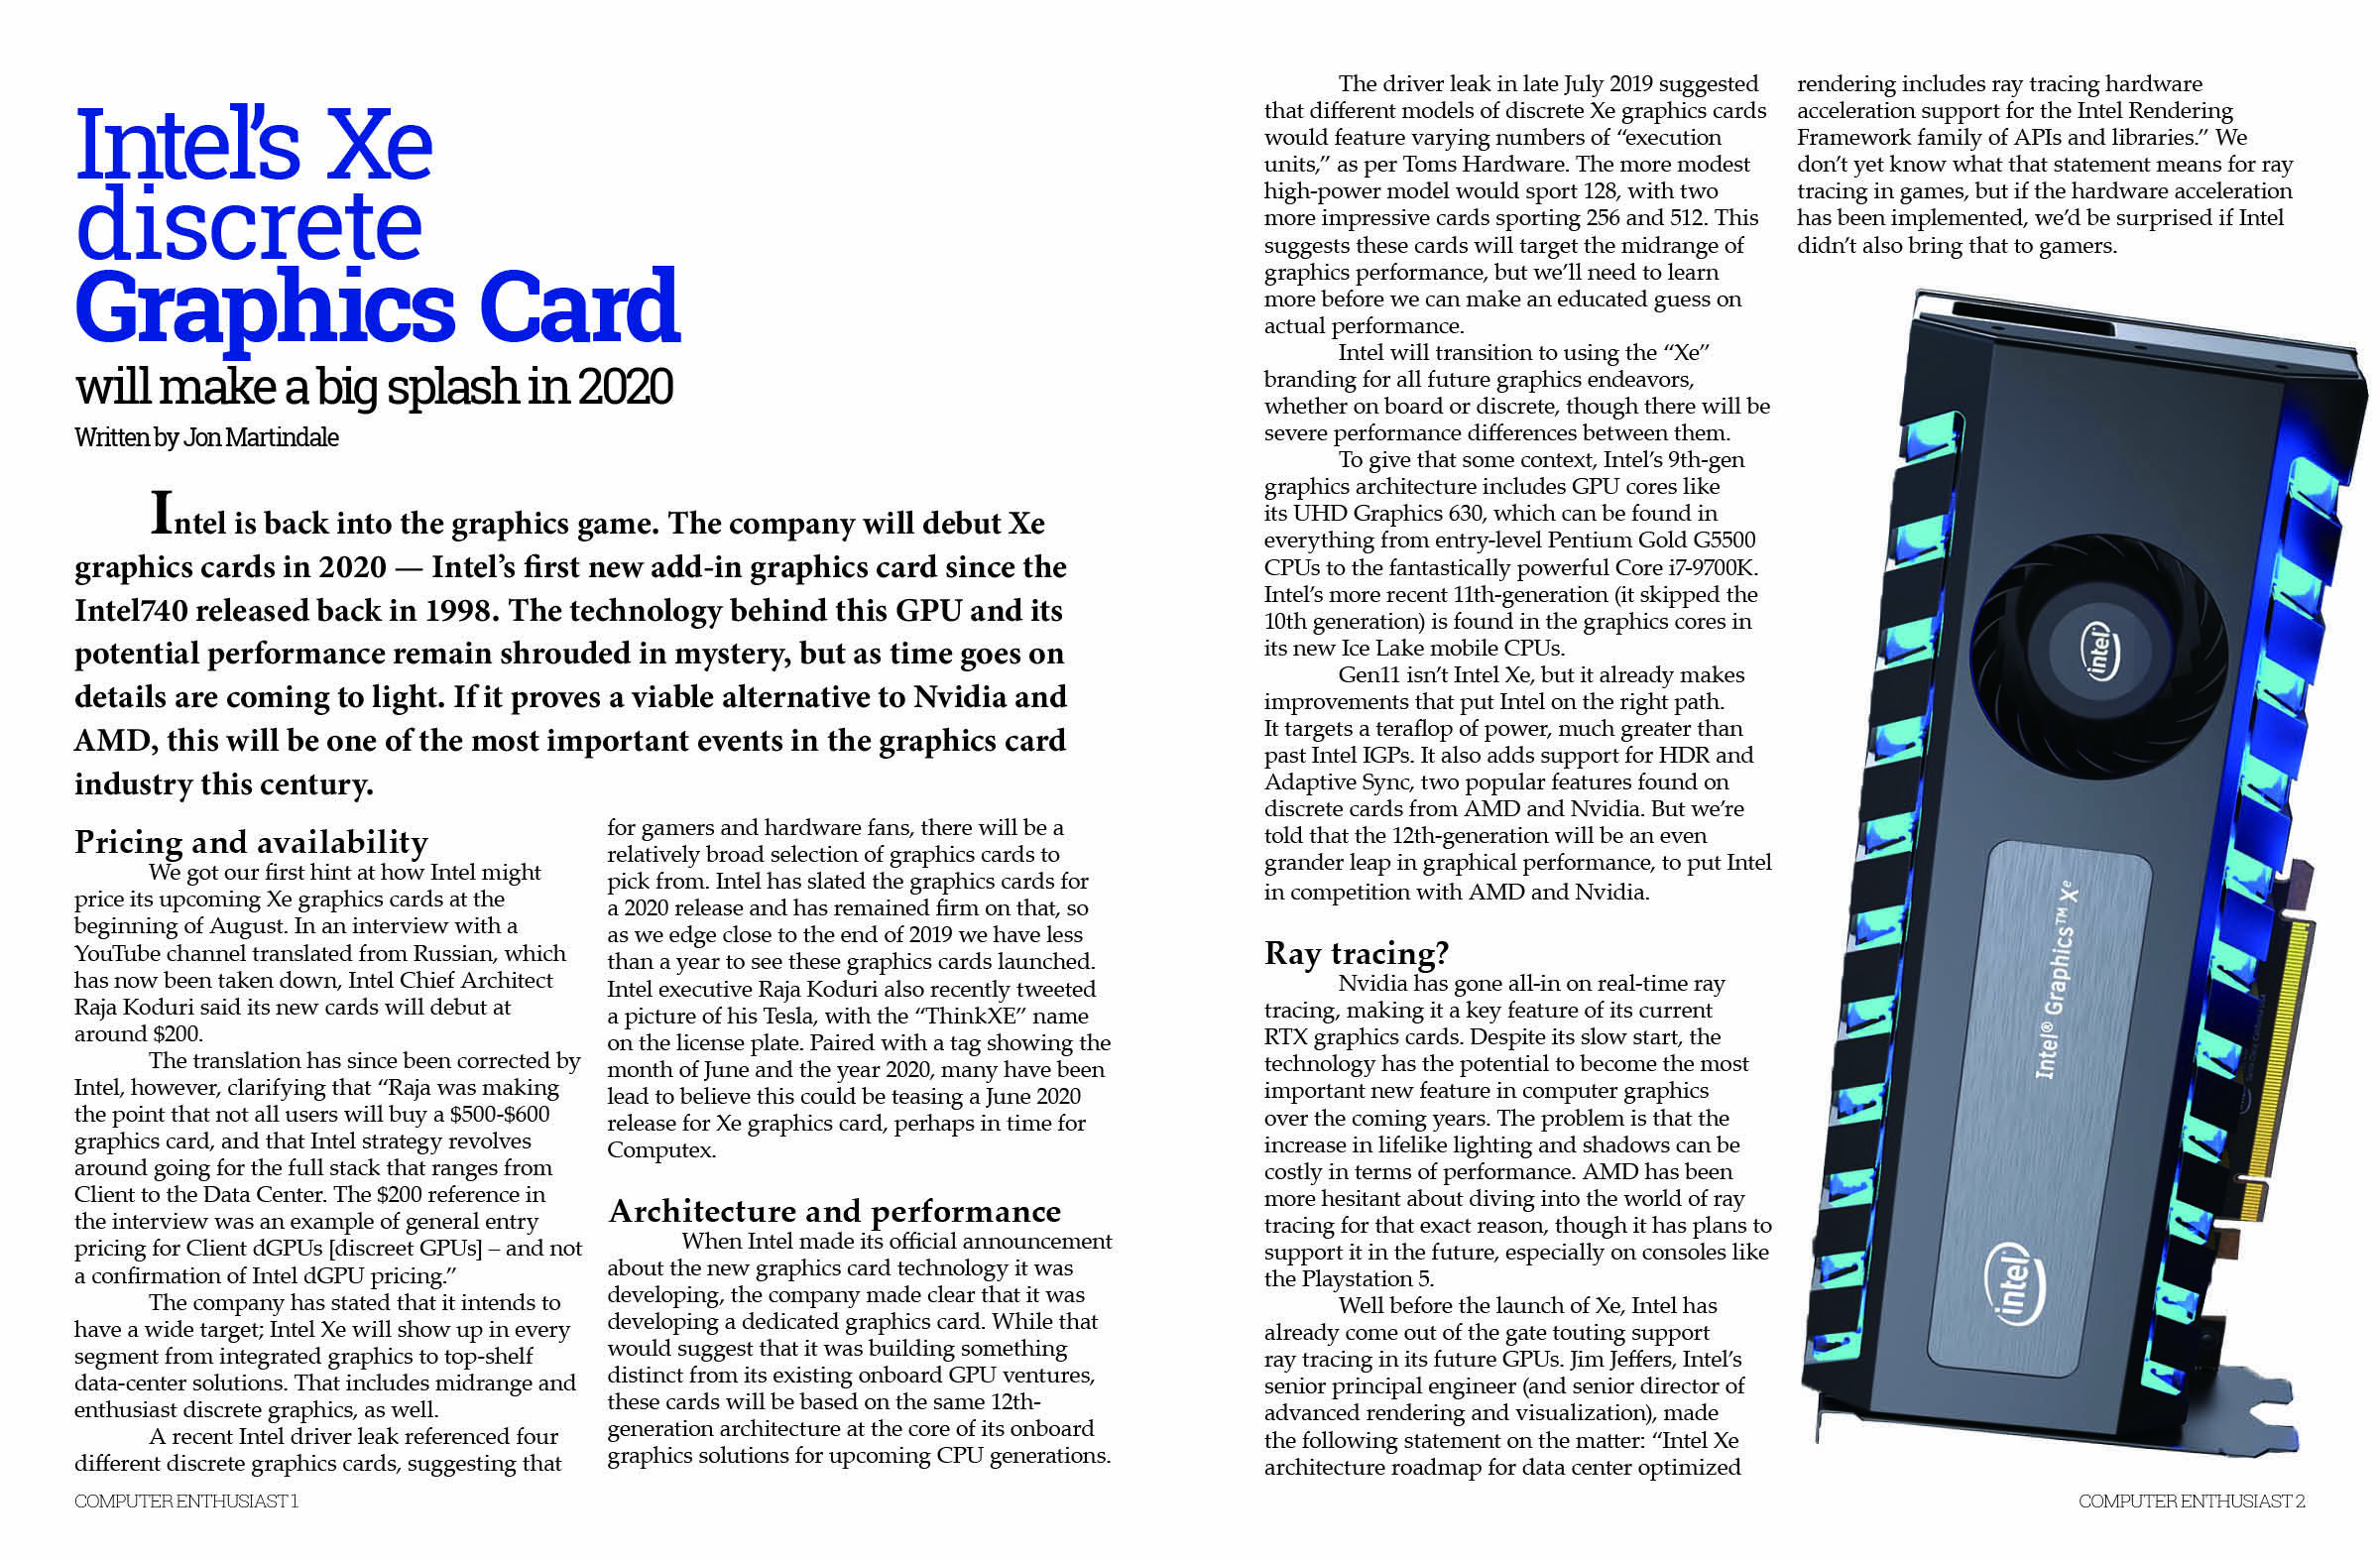 Intel’s Xe
discrete
Graphics Card
will make a big splash in 2020
Written by Jon Martindale
Intel is back into the graphics game. The company will debut Xe
graphics cards in 2020 — Intel’s first new add-in graphics card since the
Intel740 released back in 1998. The technology behind this GPU and its
potential performance remain shrouded in mystery, but as time goes on
details are coming to light. If it proves a viable alternative to Nvidia and
AMD, this will be one of the most important events in the graphics card
industry this century.
Pricing and availability
We got our first hint at how Intel might
price its upcoming Xe graphics cards at the
beginning of August. In an interview with a
YouTube channel translated from Russian, which
has now been taken down, Intel Chief Architect
Raja Koduri said its new cards will debut at
around $200.
The translation has since been corrected by
Intel, however, clarifying that “Raja was making
the point that not all users will buy a $500-$600
graphics card, and that Intel strategy revolves
around going for the full stack that ranges from
Client to the Data Center. The $200 reference in
the interview was an example of general entry
pricing for Client dGPUs [discreet GPUs] – and not
a confirmation of Intel dGPU pricing.”
The company has stated that it intends to
have a wide target; Intel Xe will show up in every
segment from integrated graphics to top-shelf
data-center solutions. That includes midrange and
enthusiast discrete graphics, as well.
A recent Intel driver leak referenced four
different discrete graphics cards, suggesting that
for gamers and hardware fans, there will be a
relatively broad selection of graphics cards to
pick from. Intel has slated the graphics cards for
a 2020 release and has remained firm on that, so
as we edge close to the end of 2019 we have less
than a year to see these graphics cards launched.
Intel executive Raja Koduri also recently tweeted
a picture of his Tesla, with the “ThinkXE” name
on the license plate. Paired with a tag showing the
month of June and the year 2020, many have been
lead to believe this could be teasing a June 2020
release for Xe graphics card, perhaps in time for
Computex.
Architecture and performance
When Intel made its official announcement
about the new graphics card technology it was
developing, the company made clear that it was
developing a dedicated graphics card. While that
would suggest that it was building something
distinct from its existing onboard GPU ventures,
these cards will be based on the same 12th-
generation architecture at the core of its onboard
graphics solutions for upcoming CPU generations.
COMPUTER ENTHUSIAST 1
The driver leak in late July 2019 suggested
that different models of discrete Xe graphics cards
would feature varying numbers of “execution
units,” as per Toms Hardware. The more modest
high-power model would sport 128, with two
more impressive cards sporting 256 and 512. This
suggests these cards will target the midrange of
graphics performance, but we’ll need to learn
more before we can make an educated guess on
actual performance.
Intel will transition to using the “Xe”
branding for all future graphics endeavors,
whether on board or discrete, though there will be
severe performance differences between them.
To give that some context, Intel’s 9th-gen
graphics architecture includes GPU cores like
its UHD Graphics 630, which can be found in
everything from entry-level Pentium Gold G5500
CPUs to the fantastically powerful Core i7-9700K.
Intel’s more recent 11th-generation (it skipped the
10th generation) is found in the graphics cores in
its new Ice Lake mobile CPUs.
Gen11 isn’t Intel Xe, but it already makes
improvements that put Intel on the right path.
It targets a teraflop of power, much greater than
past Intel IGPs. It also adds support for HDR and
Adaptive Sync, two popular features found on
discrete cards from AMD and Nvidia. But we’re
told that the 12th-generation will be an even
grander leap in graphical performance, to put Intel
in competition with AMD and Nvidia.
Ray tracing?
Nvidia has gone all-in on real-time ray
tracing, making it a key feature of its current
RTX graphics cards. Despite its slow start, the
technology has the potential to become the most
important new feature in computer graphics
over the coming years. The problem is that the
increase in lifelike lighting and shadows can be
costly in terms of performance. AMD has been
more hesitant about diving into the world of ray
tracing for that exact reason, though it has plans to
support it in the future, especially on consoles like
the Playstation 5.
Well before the launch of Xe, Intel has
already come out of the gate touting support
ray tracing in its future GPUs. Jim Jeffers, Intel’s
senior principal engineer (and senior director of
advanced rendering and visualization), made
the following statement on the matter: “Intel Xe
architecture roadmap for data center optimized
rendering includes ray tracing hardware
acceleration support for the Intel Rendering
Framework family of APIs and libraries.” We
don’t yet know what that statement means for ray
tracing in games, but if the hardware acceleration
has been implemented, we’d be surprised if Intel
didn’t also bring that to gamers.
intel
Intel® Graphics™ Xe
intel
COMPUTER ENTHUSIAST 2